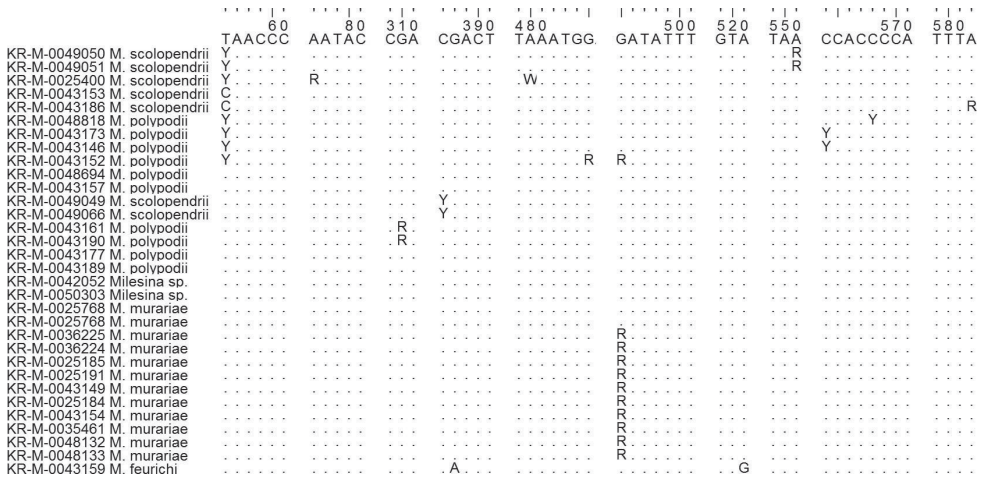 60 80 310 390 480 500 520 550 570 580
TAACCC AATAC CGA CGACT TAAATGG GATATTT GTA TAA CCACCCCA TTTA
KR-M-0049050 M. scolopendrii Y..... ..... ... ..... ....... ....... ... ..R ........ ....
KR-M-0049051 M. scolopendrii Y..... ..... ... ..... ....... ....... ... ..R ........ ....
KR-M-0025400 M. scolopendrii Y..... R.... ... ..... .W..... ....... ... ... ........ ....
KR-M-0043153 M. scolopendrii C..... ..... ... ..... ....... ....... ... ... ........ ....
KR-M-0043186 M. scolopendrii C..... ..... ... ..... ....... ....... ... ... ........ ...R
KR-M-0048818 M. polypodii Y..... ..... ... ..... ....... ....... ... ... ....Y... ....
KR-M-0043173 M. polypodii Y..... ..... ... ..... ....... ....... ... ... Y....... ....
KR-M-0043146 M. polypodii Y..... ..... ... ..... ....... ....... ... ... Y....... ....
KR-M-0043152 M. polypodii Y..... ..... ... ..... ......R R...... ... ... ........ ....
KR-M-0048694 M. polypodii ...... ..... ... ..... ....... ....... ... ... ........ ....
KR-M-0043157 M. polypodii ...... ..... ... ..... ....... ....... ... ... ........ ....
KR-M-0049049 M. scolopendrii ...... ..... ... Y.... ....... ....... ... ... ........ ....
KR-M-0049066 M. scolopendrii ...... ..... ... Y.... ....... ....... ... ... ........ ....
KR-M-0043161 M. polypodii ...... ..... .R. ..... ....... ....... ... ... ........ ....
KR-M-0043190 M. polypodii ...... ..... .R. ..... ....... ....... ... ... ........ ....
KR-M-0043177 M. polypodii ...... ..... ... ..... ....... ....... ... ... ........ ....
KR-M-0043189 M. polypodii ...... ..... ... ..... ....... ....... ... ... ........ ....
KR-M-0042052 Milesina sp. ...... ..... ... ..... ....... ....... ... ... ........ ....
KR-M-0050303 Milesina sp. ...... ..... ... ..... ....... ....... ... ... ........ ....
KR-M-0025768 M. murariae ...... ..... ... ..... ....... ....... ... ... ........ ....
KR-M-0025768 M. murariae ...... ..... ... ..... ....... ....... ... ... ........ ....
KR-M-0036225 M. murariae ...... ..... ... ..... ....... R...... ... ... ........ ....
KR-M-0036224 M. murariae ...... ..... ... ..... ....... R...... ... ... ........ ....
KR-M-0025185 M. murariae ...... ..... ... ..... ....... R...... ... ... ........ ....
KR-M-0025191 M. murariae ...... ..... ... ..... ....... R...... ... ... ........ ....
KR-M-0043149 M. murariae ...... ..... ... ..... ....... R...... ... ... ........ ....
KR-M-0025184 M. murariae ...... ..... ... ..... ....... R...... ... ... ........ ....
KR-M-0043154 M. murariae ...... ..... ... ..... ....... R...... ... ... ........ ....
KR-M-0035461 M. murariae ...... ..... ... ..... ....... R...... ... ... ........ ....
KR-M-0048132 M. murariae ...... ..... ... ..... ....... R...... ... ... ........ ....
KR-M-0048133 M. murariae ...... ..... ... ..... ....... R...... ... ... ........ ....
KR-M-0043159 M. feurichi ...... ..... ... .A... ....... ....... ..G ... ........ ....